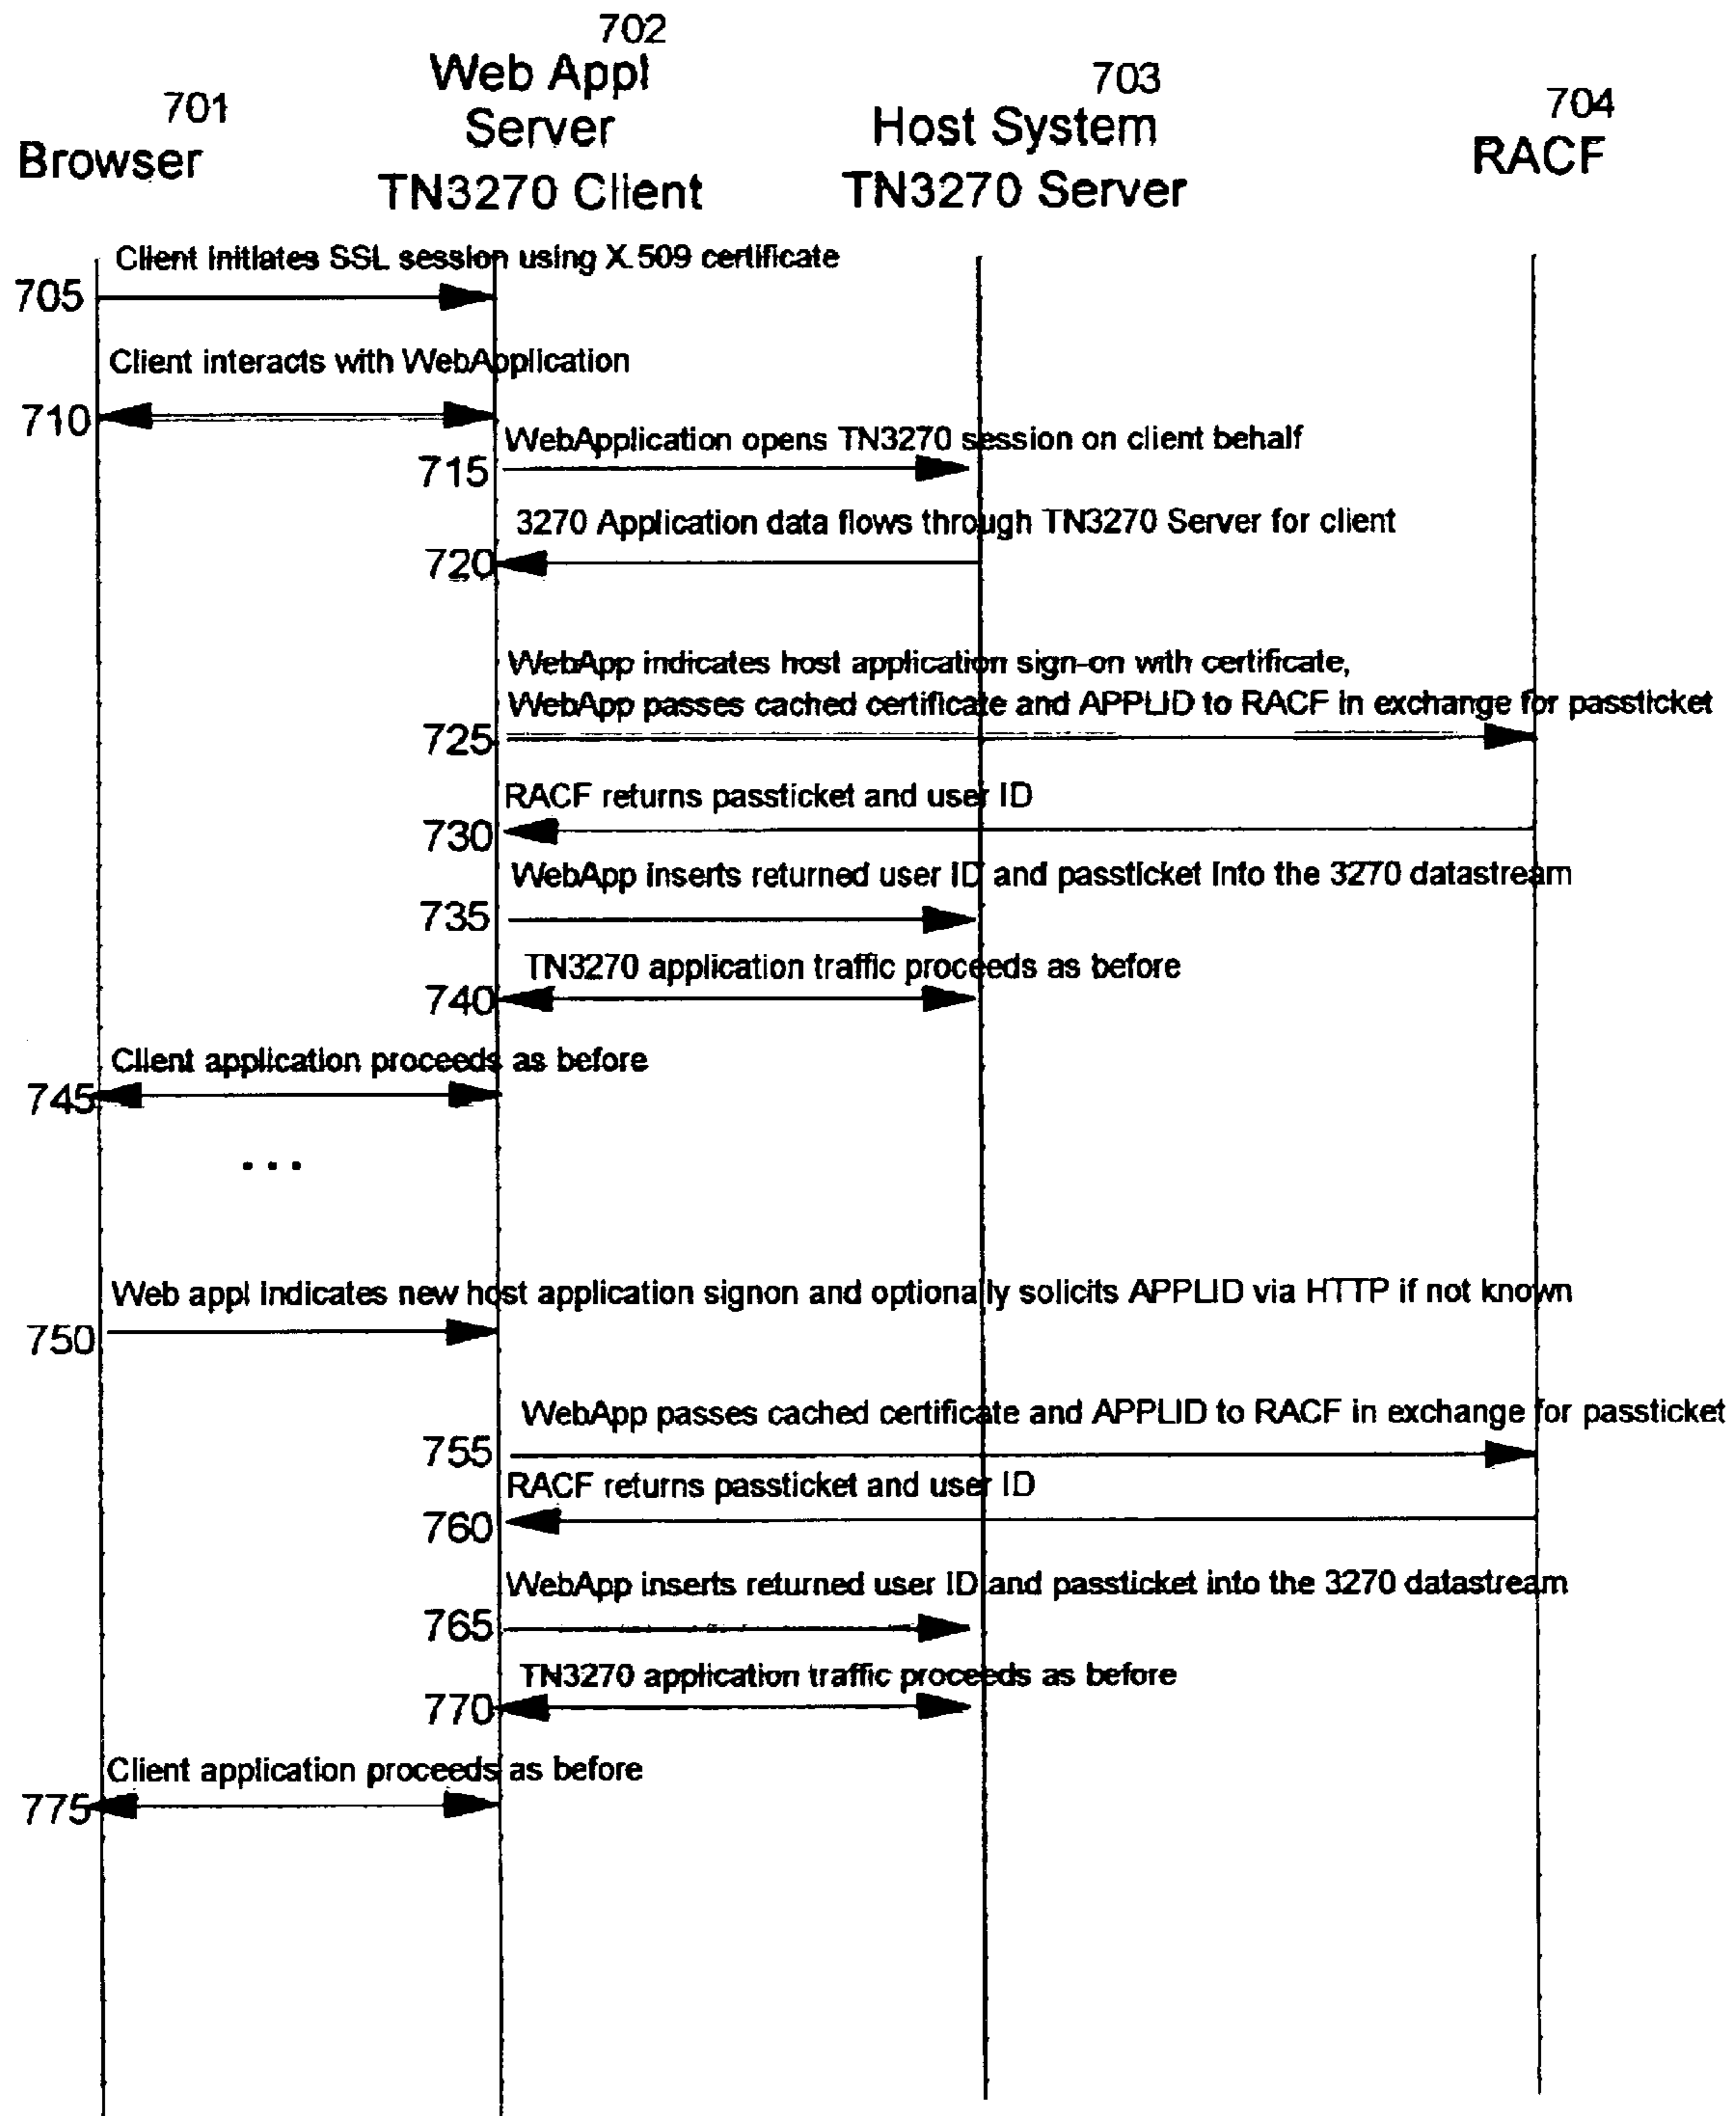 702
Web Appl
Server
TN3270 Client
703
Host System
TN3270 Server
701
Browser
704
RACF
Client initiates SSL session using X.509 certificate
705
Client interacts with WebApplication
710
WebApplication opens TN3270 session on client behalf
715
3270 Application data flows through TN3270 Server for client
720
WebApp indicates host application sign-on with certificate,
WebApp passes cached certificate and APPLID to RACF in exchange for passticket
725
RACF returns passticket and user ID
730
WebApp inserts returned user ID and passticket into the 3270 datastream
735
TN3270 application traffic proceeds as before
740
Client application proceeds as before
745
...
Web appl indicates new host application signon and optionally solicits APPLID via HTTP if not known
750
WebApp passes cached certificate and APPLID to RACF in exchange for passticket
755
RACF returns passticket and user ID
760
WebApp inserts returned user ID and passticket into the 3270 datastream
765
TN3270 application traffic proceeds as before
770
Client application proceeds as before
775